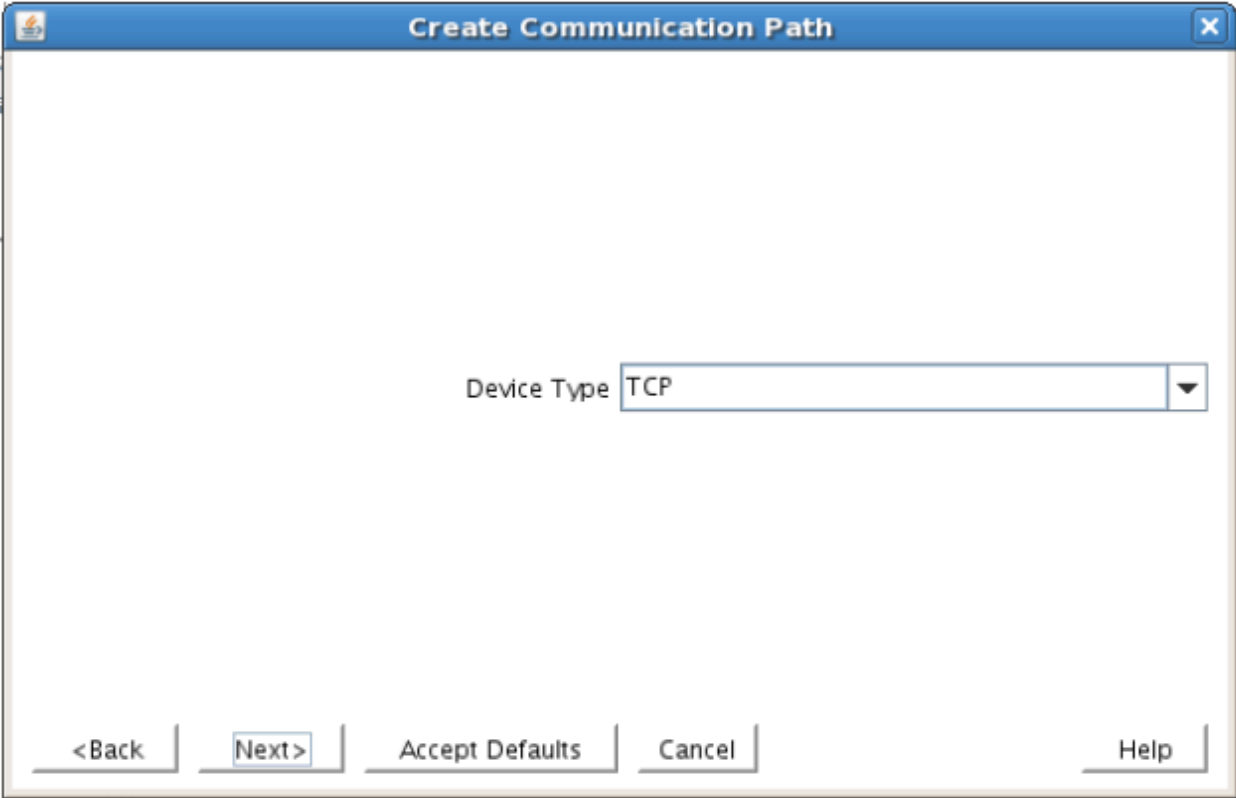 Create Communication Path
Device Type TCP
<Back Next> Accept Defaults Cancel Help